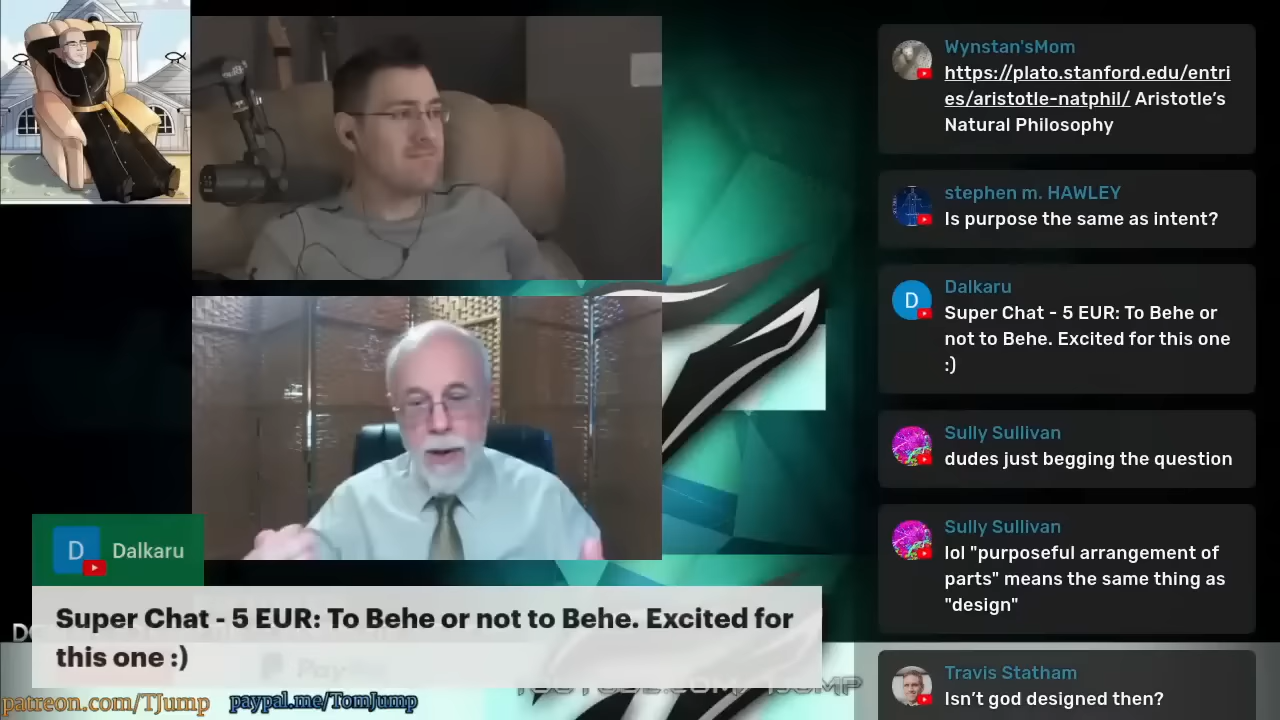 Wynstan'sMom
https://plato.stanford.edu/entri
es/aristotle-natphil/ Aristotle's
Natural Philosophy
stephen m. HAWLEY
Is purpose the same as intent?
D
Dalkaru
Super Chat - 5 EUR: To Behe or
not to Behe. Excited for this one
:)
Sully Sullivan
dudes just begging the question
Sully Sullivan
lol "purposeful arrangement of
parts" means the same thing as
"design"
Travis Statham
Isn't god designed then?
D
Dalkaru
Super Chat - 5 EUR: To Behe or not to Behe. Excited for
this one :)
patreon.com/TJump
paypal.me/TomJump
YOUTUBE.COM/TJUMP